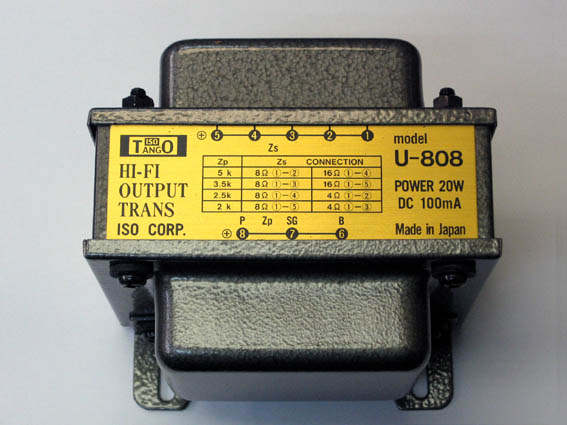 ISO
TANGO
HI-FI
OUTPUT
TRANS
ISO CORP.
⊕ 5 4 3 2 1
Zs
Zp Zs CONNECTION
5 k 8Ω ①–② 16Ω ①–④
3.5k 8Ω ①–③ 16Ω ①–⑤
2.5k 8Ω ①–⑤ 4Ω ①–②
2 k 8Ω ①–⑤ 4Ω ①–③
P Zp SG B
⊕ 8 7 6
model
U-808
POWER 20W
DC 100mA
Made in Japan